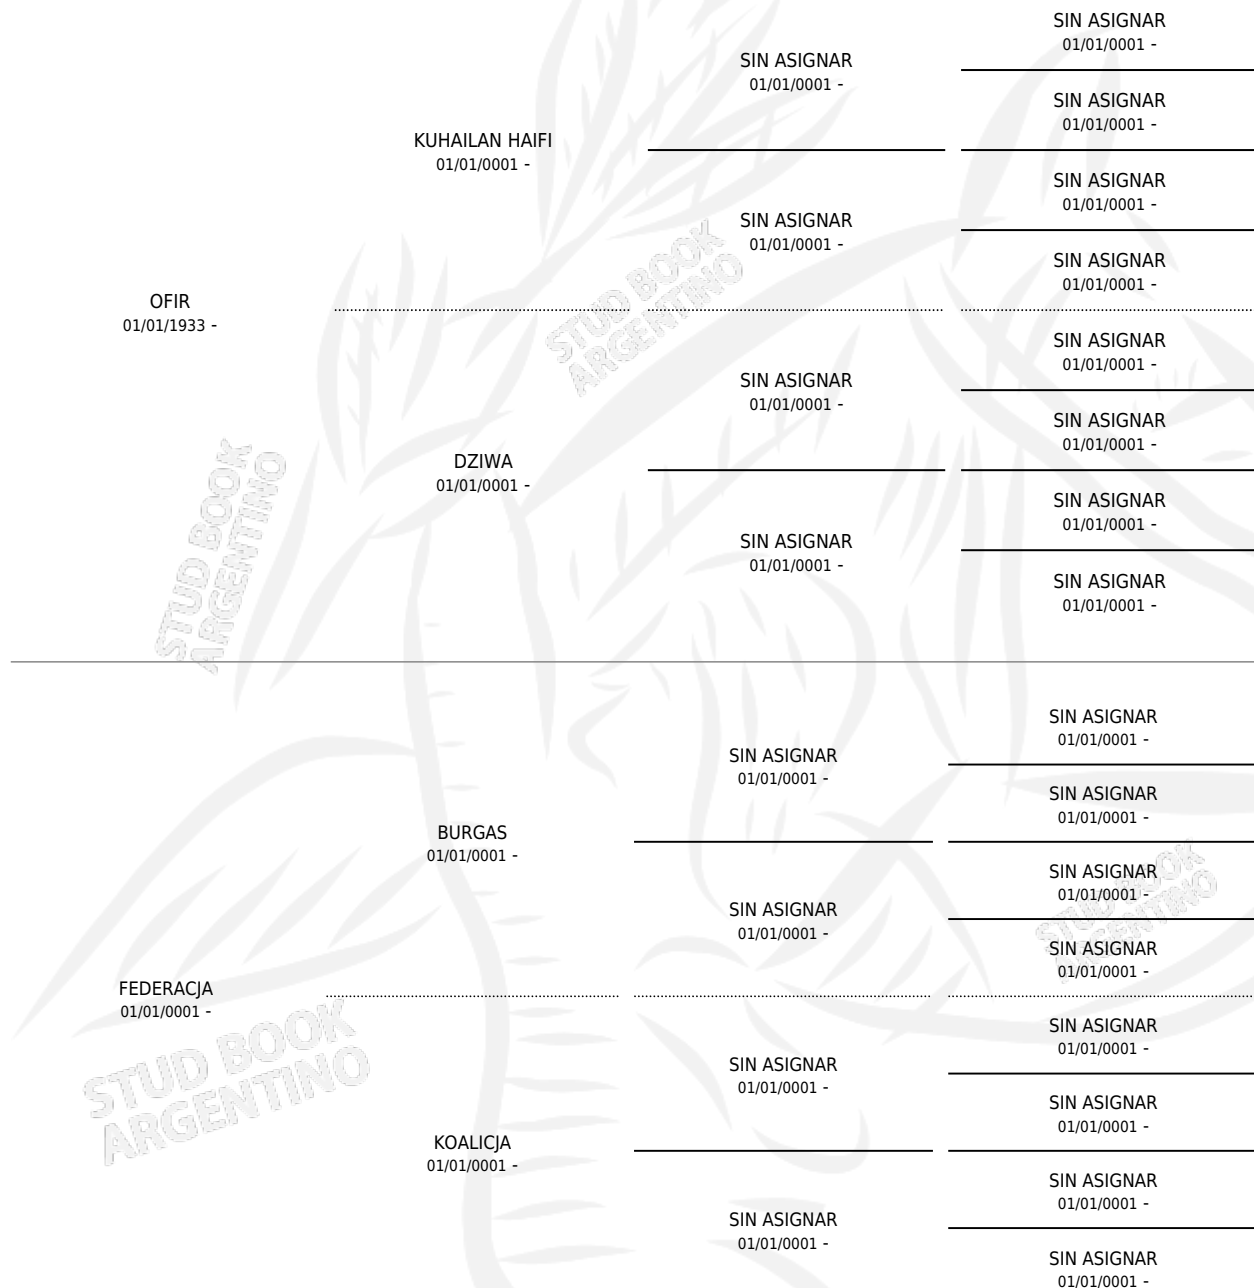 SIN ASIGNAR
01/01/0001 -
SIN ASIGNAR
01/01/0001 -
SIN ASIGNAR
01/01/0001 -
KUHAILAN HAIFI
01/01/0001 -
SIN ASIGNAR
01/01/0001 -
SIN ASIGNAR
01/01/0001 -
SIN ASIGNAR
01/01/0001 -
OFIR
01/01/1933 -
STUD BOOK
ARGENTINO
SIN ASIGNAR
01/01/0001 -
SIN ASIGNAR
01/01/0001 -
SIN ASIGNAR
01/01/0001 -
DZIWA
01/01/0001 -
STUD BOOK
ARGENTINO
SIN ASIGNAR
01/01/0001 -
SIN ASIGNAR
01/01/0001 -
SIN ASIGNAR
01/01/0001 -
SIN ASIGNAR
01/01/0001 -
SIN ASIGNAR
01/01/0001 -
SIN ASIGNAR
01/01/0001 -
BURGAS
01/01/0001 -
SIN ASIGNAR
01/01/0001 -
SIN ASIGNAR
01/01/0001 -
SIN ASIGNAR
01/01/0001 -
STUD BOOK
ARGENTINO
FEDERACJA
01/01/0001 -
STUD BOOK
ARGENTINO
SIN ASIGNAR
01/01/0001 -
SIN ASIGNAR
01/01/0001 -
SIN ASIGNAR
01/01/0001 -
KOALICJA
01/01/0001 -
SIN ASIGNAR
01/01/0001 -
SIN ASIGNAR
01/01/0001 -
SIN ASIGNAR
01/01/0001 -